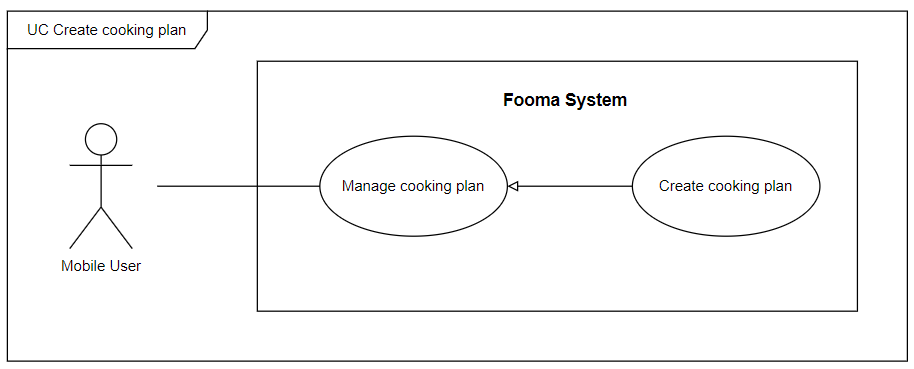 UC Create cooking plan
Fooma System
Manage cooking plan
Create cooking plan
Mobile User